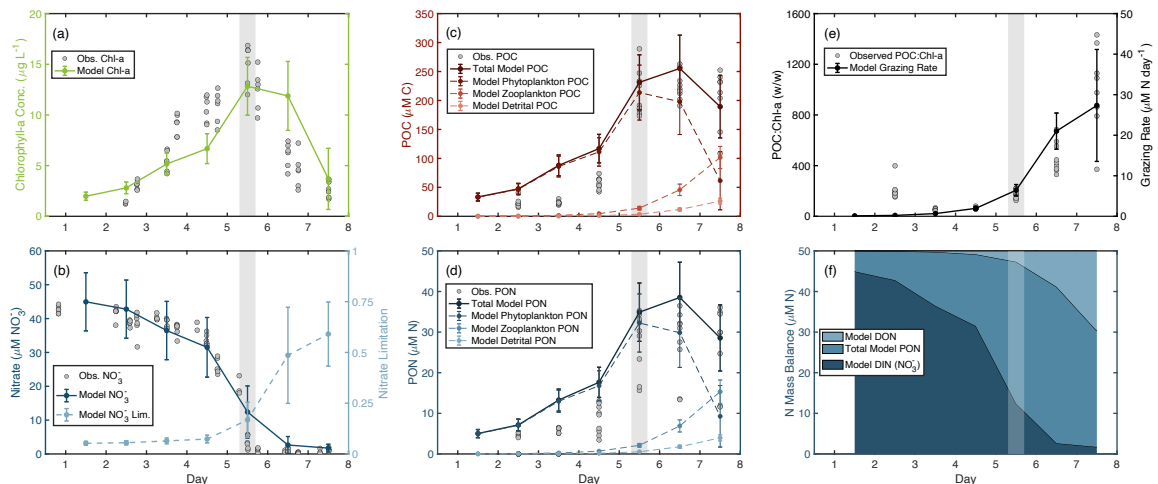 (a)
Obs. Chl-a
Model Chl-a
Chlorophyll-a Conc. (μg L⁻¹)
20
15
10
5
0
1 2 3 4 5 6 7 8
(c)
Obs. POC
Total Model POC
Model Phytoplankton POC
Model Zooplankton POC
Model Detrital POC
POC (μM C)
350
300
250
200
150
100
50
0
1 2 3 4 5 6 7 8
(e)
Observed POC:Chl-a
Model Grazing Rate
POC:Chl-a (w/w)
1600
1200
800
400
0
Grazing Rate (μM N day⁻¹)
50
40
30
20
10
0
1 2 3 4 5 6 7 8
(b)
Obs. NO₃⁻
Model NO₃⁻
Model NO₃⁻ Lim.
Nitrate (μM NO₃⁻)
60
50
40
30
20
10
0
Nitrate Limitation
1
0.75
0.5
0.25
0
1 2 3 4 5 6 7 8
Day
(d)
Obs. PON
Total Model PON
Model Phytoplankton PON
Model Zooplankton PON
Model Detrital PON
PON (μM N)
50
40
30
20
10
0
1 2 3 4 5 6 7 8
Day
(f)
Model DON
Total Model PON
Model DIN (NO₃⁻)
N Mass Balance (μM N)
50
40
30
20
10
0
1 2 3 4 5 6 7 8
Day